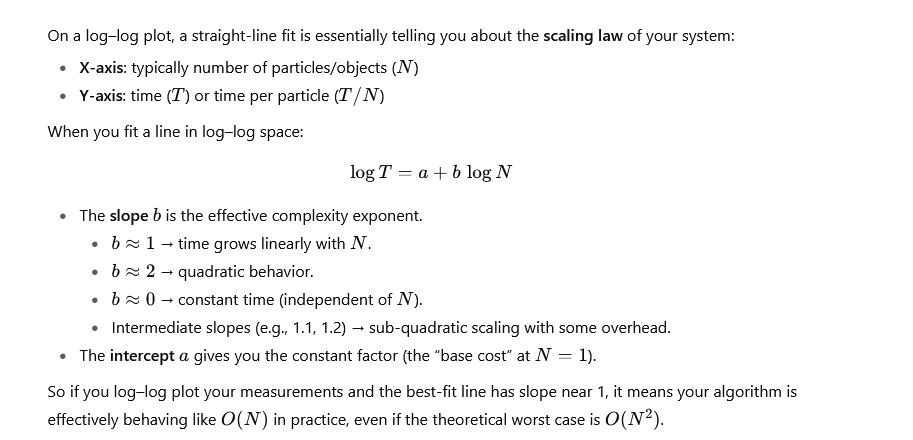 On a log–log plot, a straight-line fit is essentially telling you about the scaling law of your system:
• X-axis: typically number of particles/objects (N)
• Y-axis: time (T) or time per particle (T/N)
When you fit a line in log–log space:
log T = a + b log N
• The slope b is the effective complexity exponent.
• b ≈ 1 → time grows linearly with N.
• b ≈ 2 → quadratic behavior.
• b ≈ 0 → constant time (independent of N).
• Intermediate slopes (e.g., 1.1, 1.2) → sub-quadratic scaling with some overhead.
• The intercept a gives you the constant factor (the “base cost” at N = 1).
So if you log–log plot your measurements and the best-fit line has slope near 1, it means your algorithm is
effectively behaving like O(N) in practice, even if the theoretical worst case is O(N²).